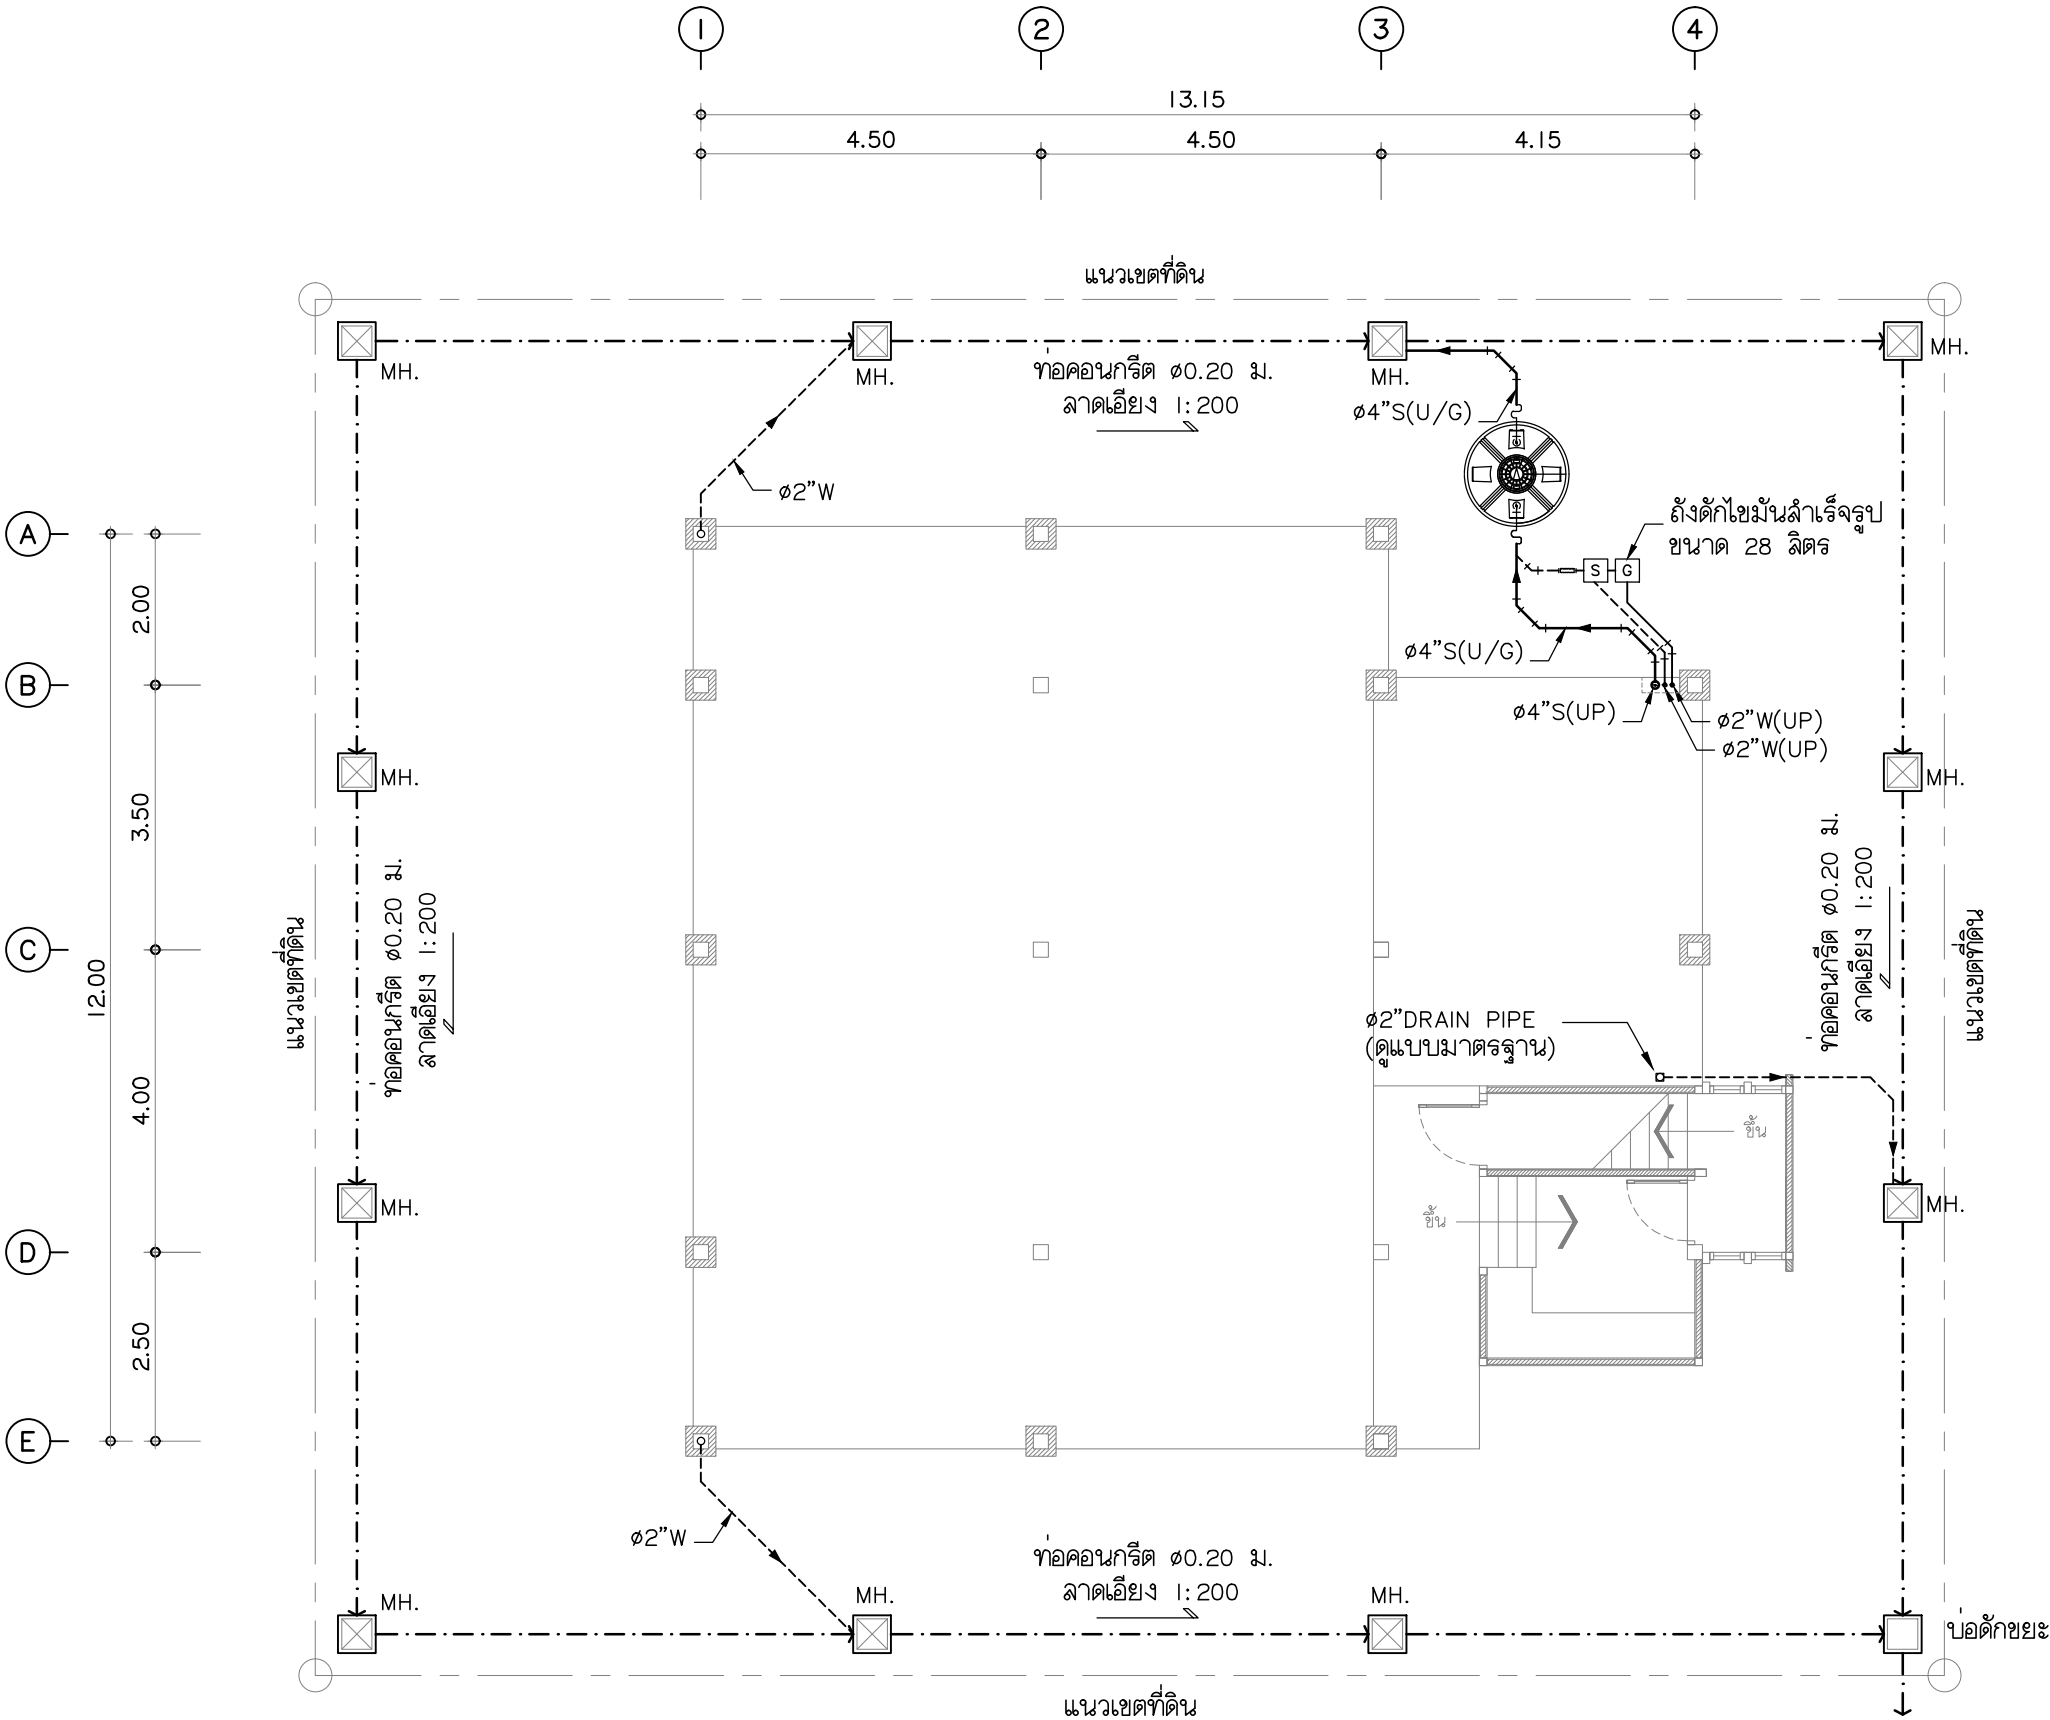 1 2 3 4
13.15
4.50 4.50 4.15
แนวเขตที่ดิน
MH. MH. MH. MH.
ท่อคอนกรีต ø0.20 ม.
ลาดเอียง 1:200
ø4"S(U/G)
ø2"W
ถังดักไขมันสำเร็จรูป
ขนาด 28 ลิตร
S G
A
2.00
ø4"S(U/G)
B
ø4"S(UP)
ø2"W(UP)
ø2"W(UP)
MH. MH.
3.50
ท่อคอนกรีต ø0.20 ม.
ลาดเอียง 1:200
แนวเขตที่ดิน
C
12.00
แนวเขตที่ดิน
ท่อคอนกรีต ø0.20 ม.
ลาดเอียง 1:200
ø2"DRAIN PIPE
(ดูแบบมาตรฐาน)
4.00
ขึ้น
MH. MH.
ขึ้น
D
2.50
E
ø2"W
ท่อคอนกรีต ø0.20 ม.
ลาดเอียง 1:200
MH. MH. MH.
บ่อดักขยะ
แนวเขตที่ดิน